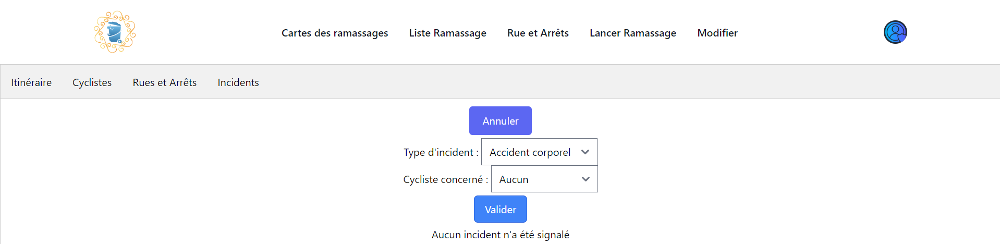 Cartes des ramassages Liste Ramassage Rue et Arrêts Lancer Ramassage Modifier
Itinéraire Cyclistes Rues et Arrêts Incidents
Annuler
Type d'incident : Accident corporel
Cycliste concerné : Aucun
Valider
Aucun incident n'a été signalé